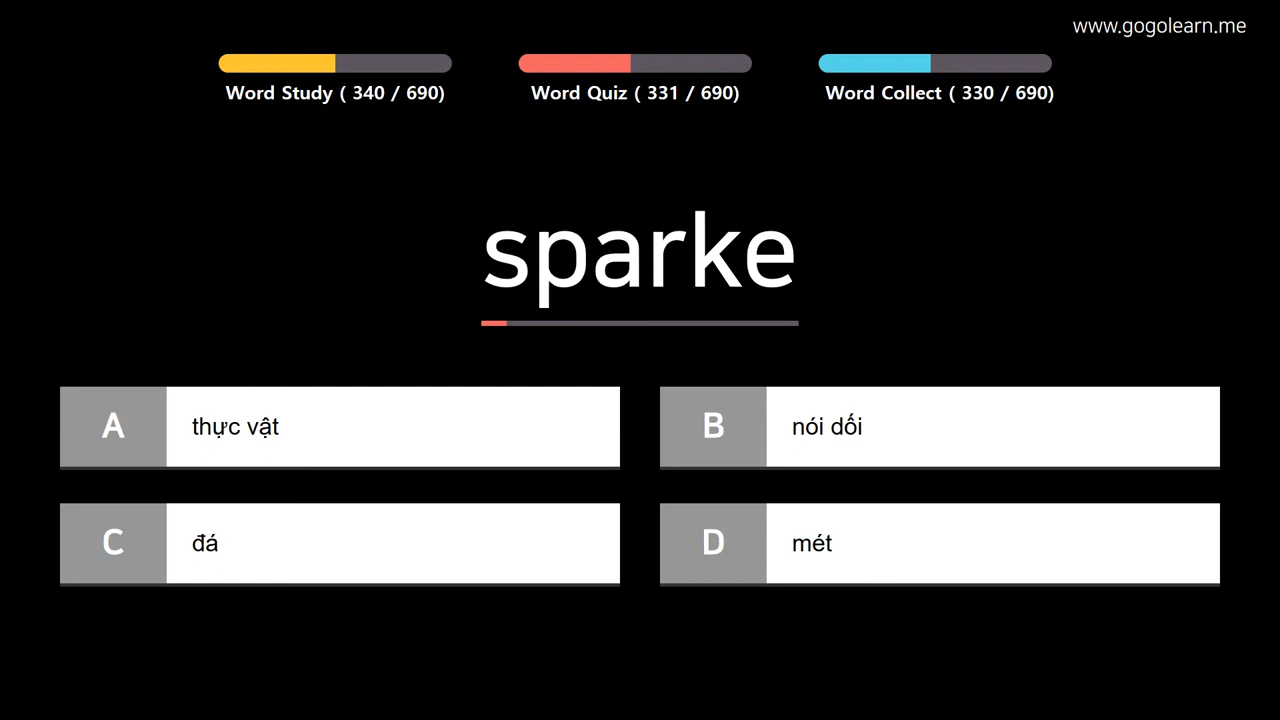 www.gogolearn.me
Word Study ( 340 / 690)
Word Quiz ( 331 / 690)
Word Collect ( 330 / 690)
sparke
A thực vật
B nói dối
C đá
D mét